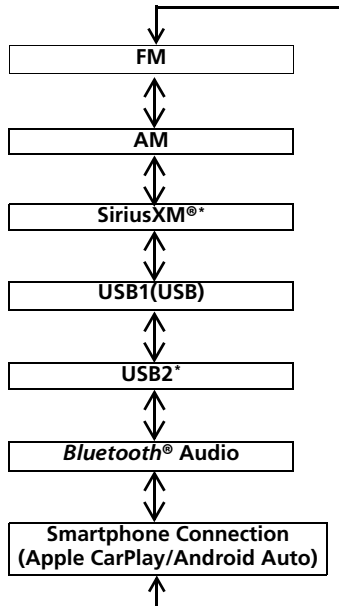 FM
AM
SiriusXM®*
USB1(USB)
USB2*
Bluetooth® Audio
Smartphone Connection
(Apple CarPlay/Android Auto)